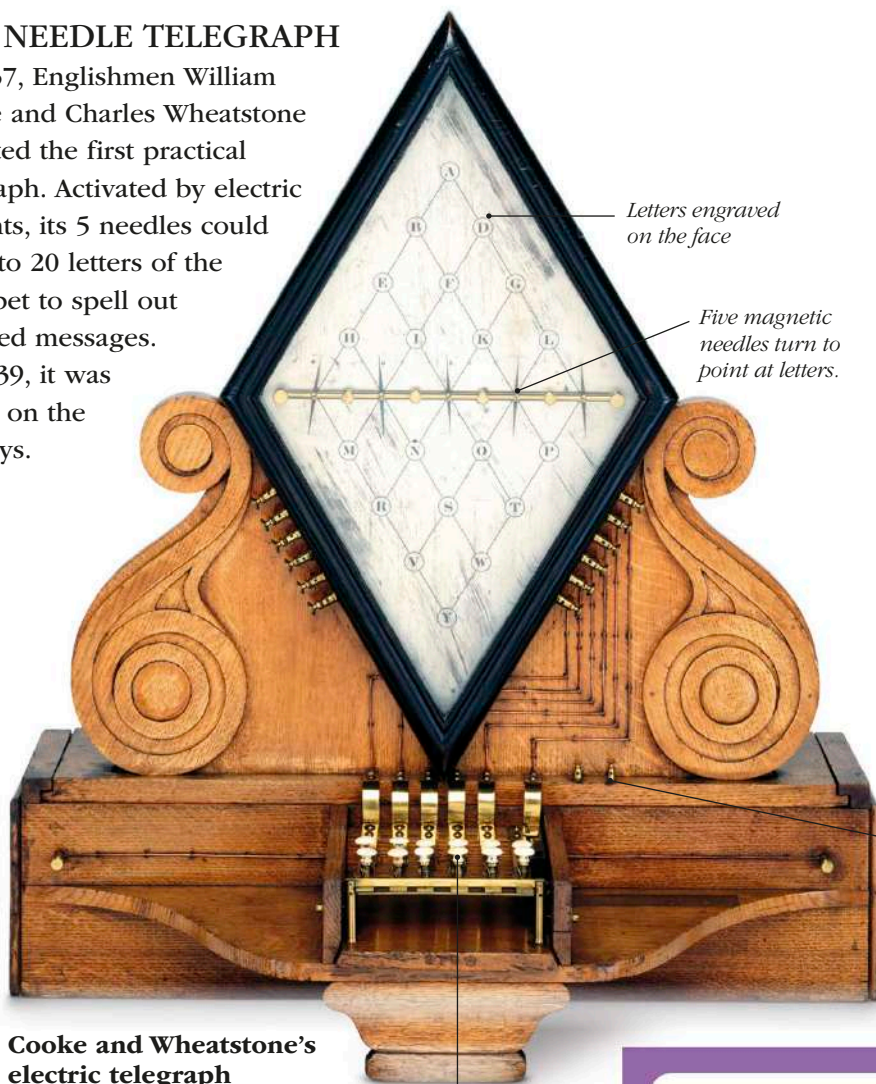 NEEDLE TELEGRAPH
37, Englishmen William
e and Charles Wheatstone
ted the first practical
aph. Activated by electric
ts, its 5 needles could
to 20 letters of the
bet to spell out
ed messages.
39, it was
on the
ys.
A
B D
E F G
H I K L
M N O P
R S T
V W
Y
Letters engraved
on the face
Five magnetic
needles turn to
point at letters.
Cooke and Wheatstone's
electric telegraph